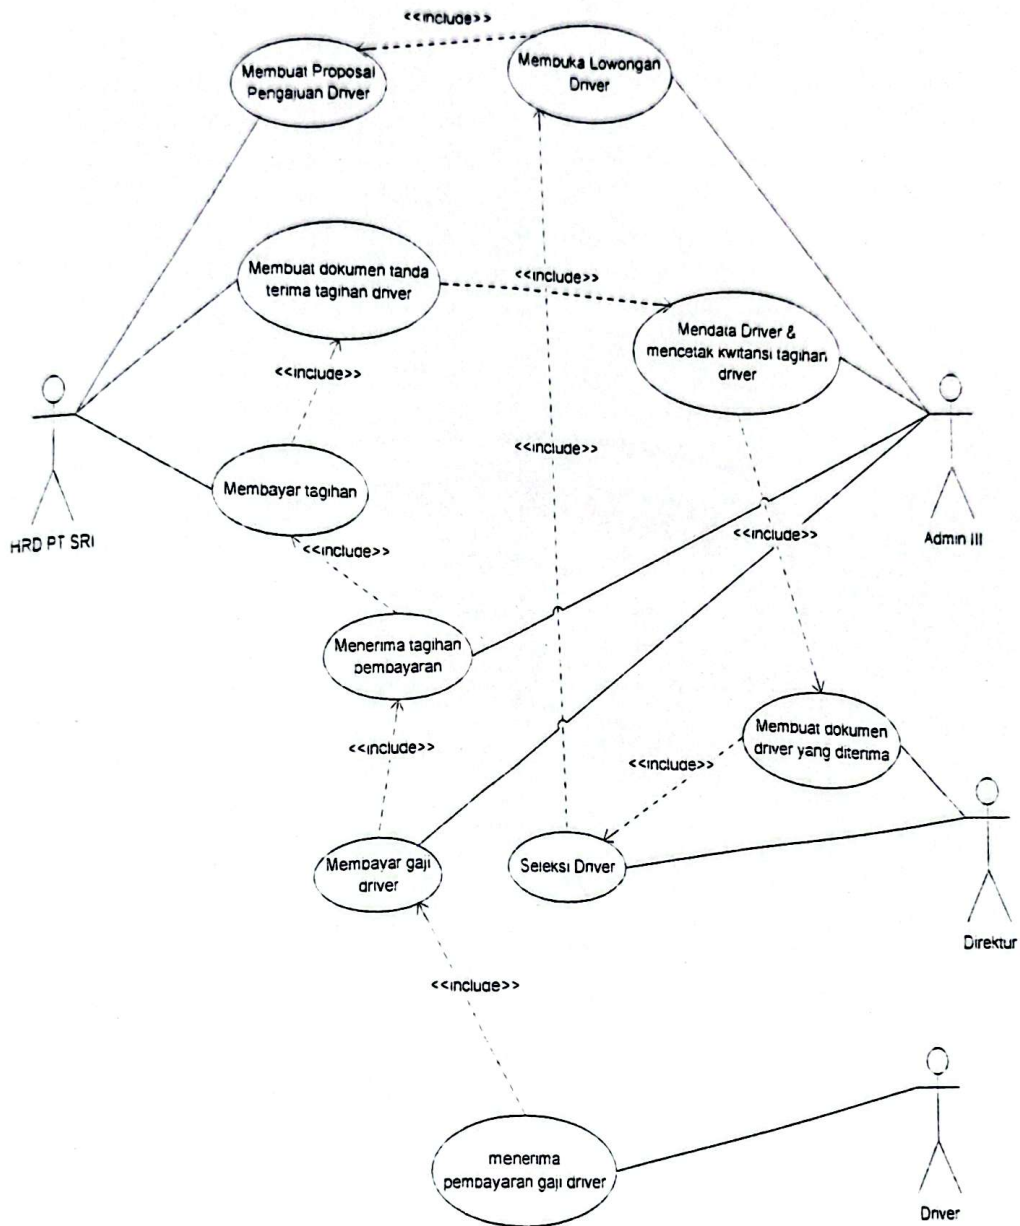 <<include>>
Membuat Proposal
Pengajuan Driver
Membuka Lowongan
Driver
Membuat dokumen tanda
terima tagihan driver
<<include>>
Mendata Driver &
mencetak kwitansi tagihan
driver
<<include>>
<<include>>
Membayar tagihan
HRD PT SRI
Admin III
<<include>>
<<include>>
Menerima tagihan
pembayaran
Membuat dokumen
driver yang diterima
<<include>>
<<include>>
Membayar gaji
driver
Seleksi Driver
Direktur
<<include>>
menerima
pembayaran gaji driver
Driver